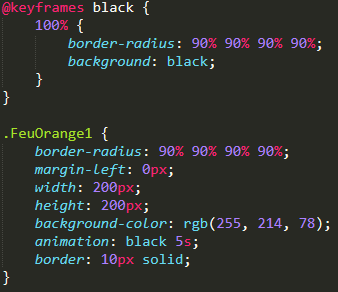 @keyframes black {
    100% {
        border-radius: 90% 90% 90% 90%;
        background: black;
    }
}
.FeuOrange1 {
    border-radius: 90% 90% 90% 90%;
    margin-left: 0px;
    width: 200px;
    height: 200px;
    background-color: rgb(255, 214, 78);
    animation: black 5s;
    border: 10px solid;
}